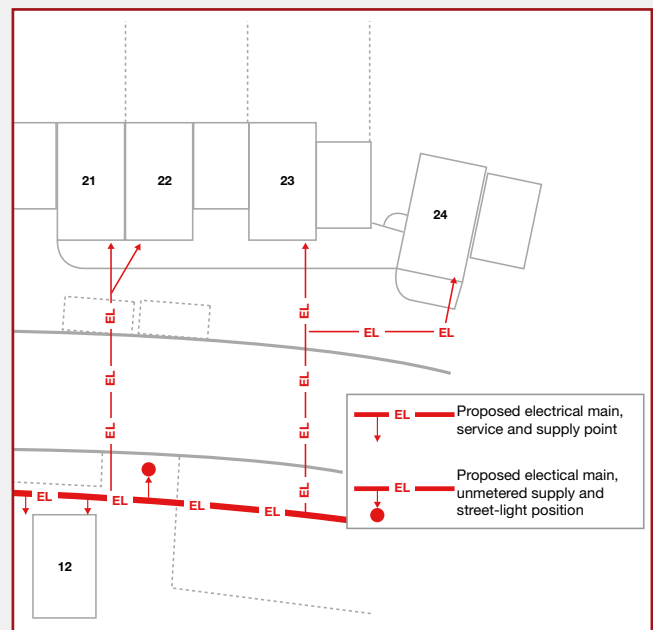 21
22
23
24
EL
EL
EL
EL
EL
EL
EL
EL
EL
EL
EL
EL
12
EL
Proposed electrical main,
service and supply point
EL
Proposed electical main,
unmetered supply and
street-light position